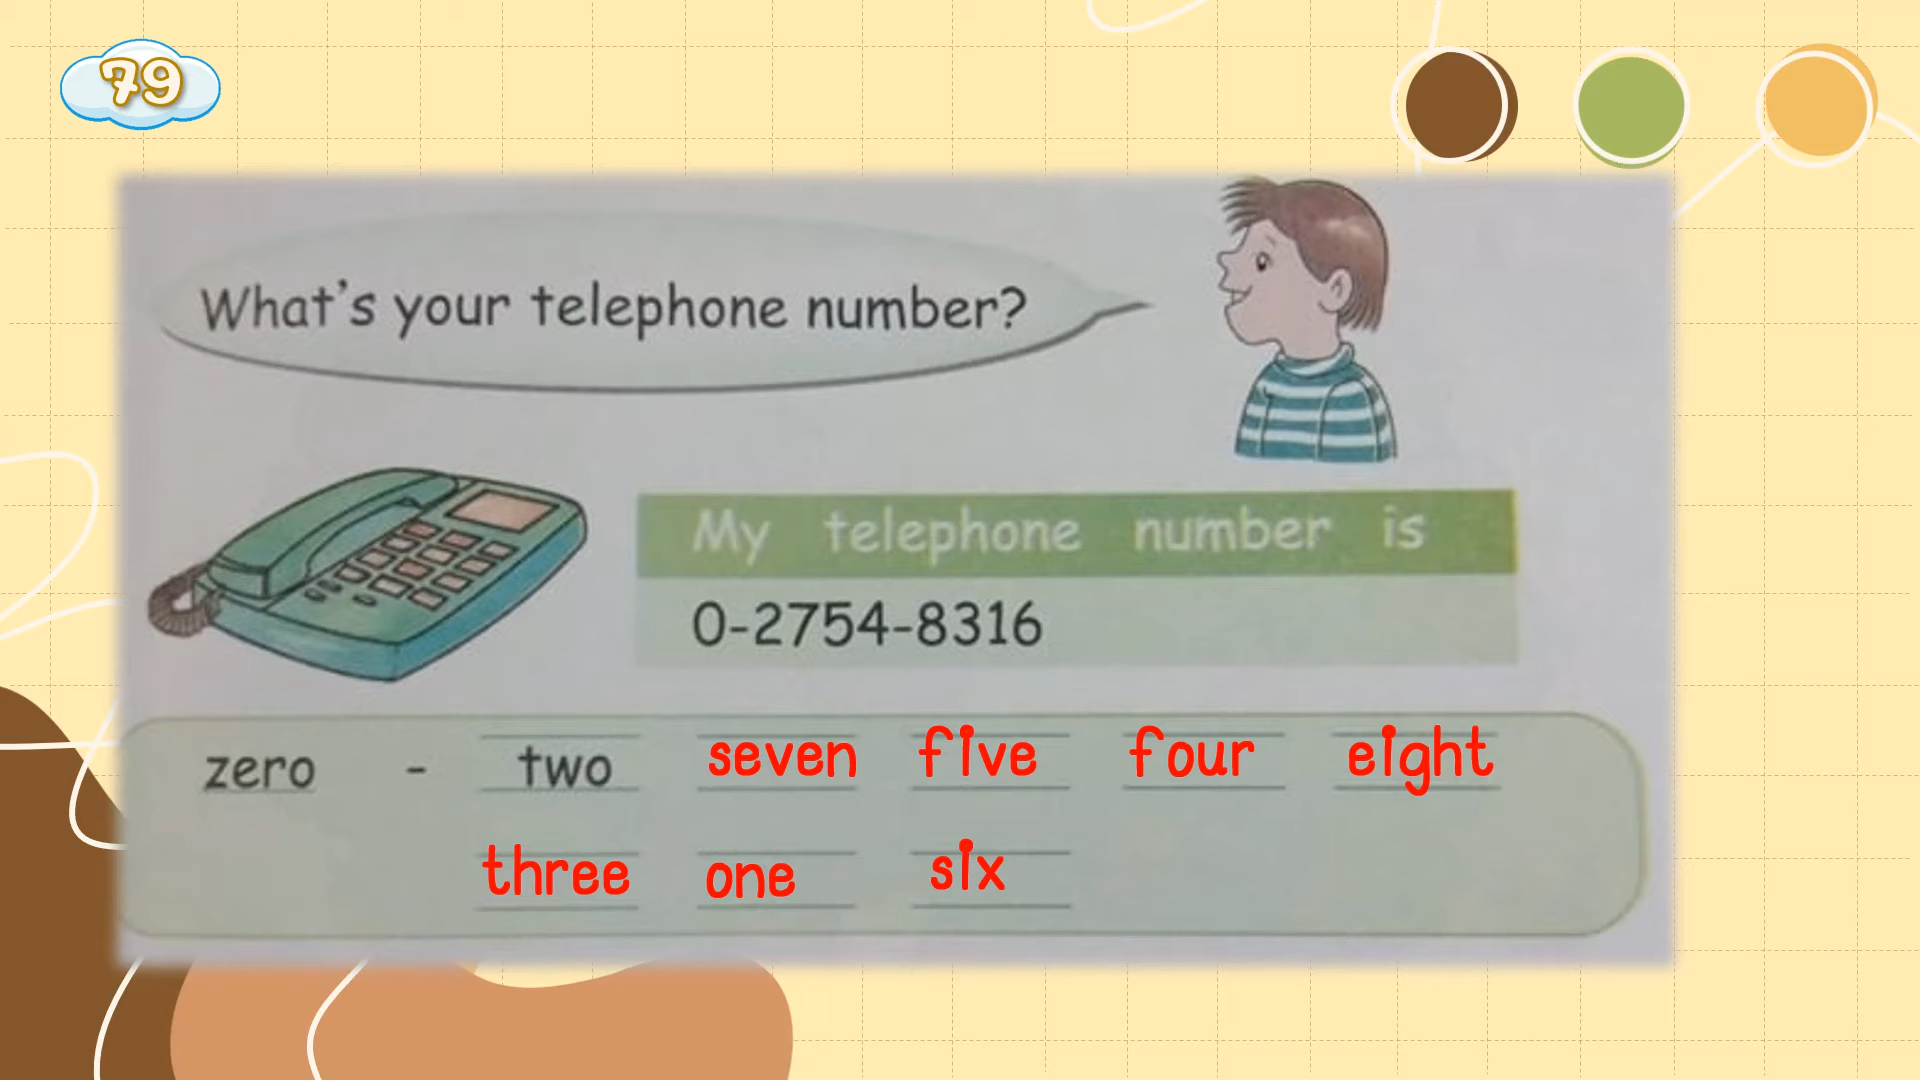 79
What's your telephone number?
My telephone number is
0-2754-8316
zero - two seven five four eight
three one six